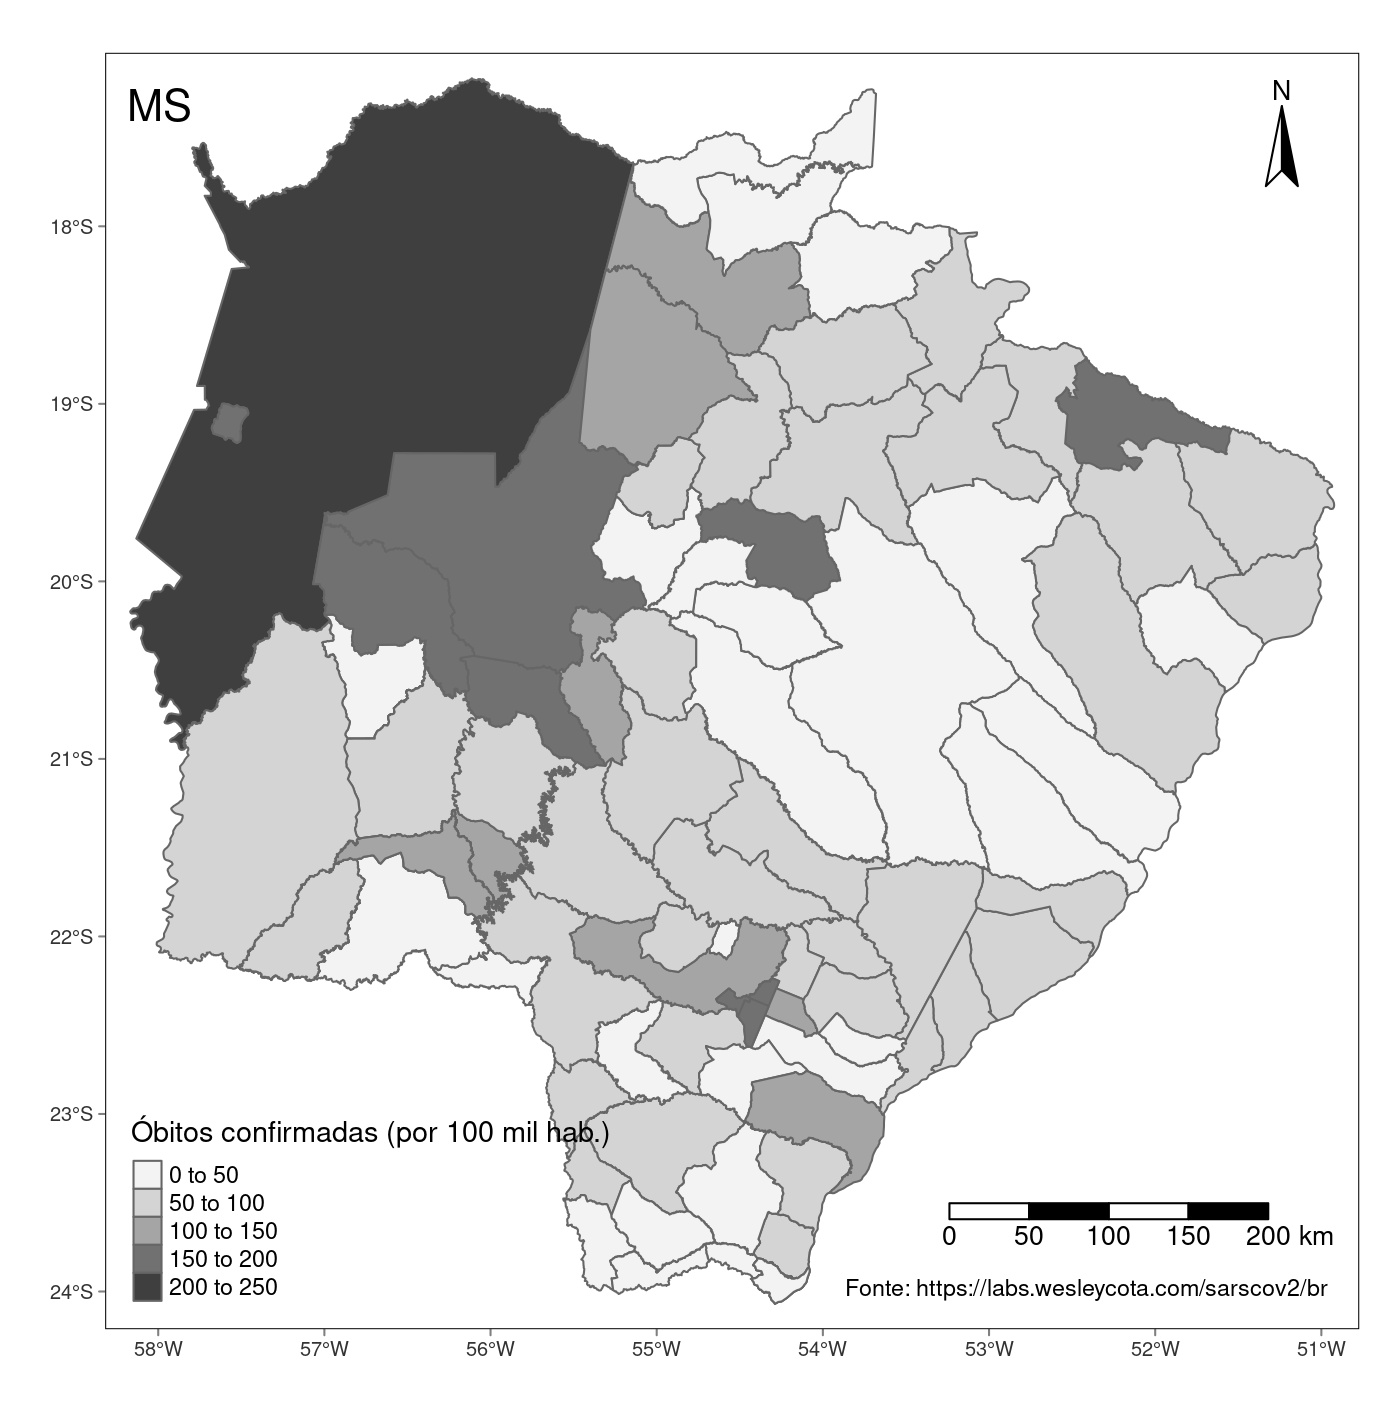 MS
N
18°S
19°S
20°S
21°S
22°S
23°S
24°S
Óbitos confirmadas (por 100 mil hab.)
0 to 50
50 to 100
100 to 150
150 to 200
200 to 250
0 50 100 150 200 km
Fonte: https://labs.wesleycota.com/sarscov2/br
58°W 57°W 56°W 55°W 54°W 53°W 52°W 51°W